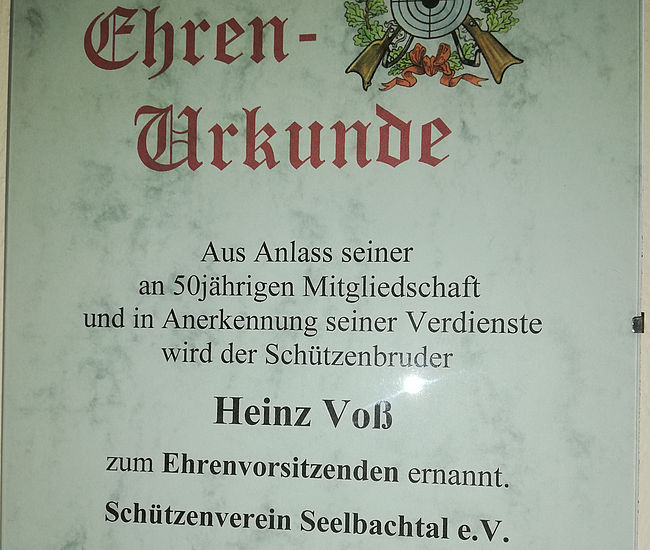 Ehren-
Urkunde
Aus Anlass seiner
an 50jährigen Mitgliedschaft
und in Anerkennung seiner Verdienste
wird der Schützenbruder
Heinz Voß
zum Ehrenvorsitzenden ernannt.
Schützenverein Seelbachtal e.V.